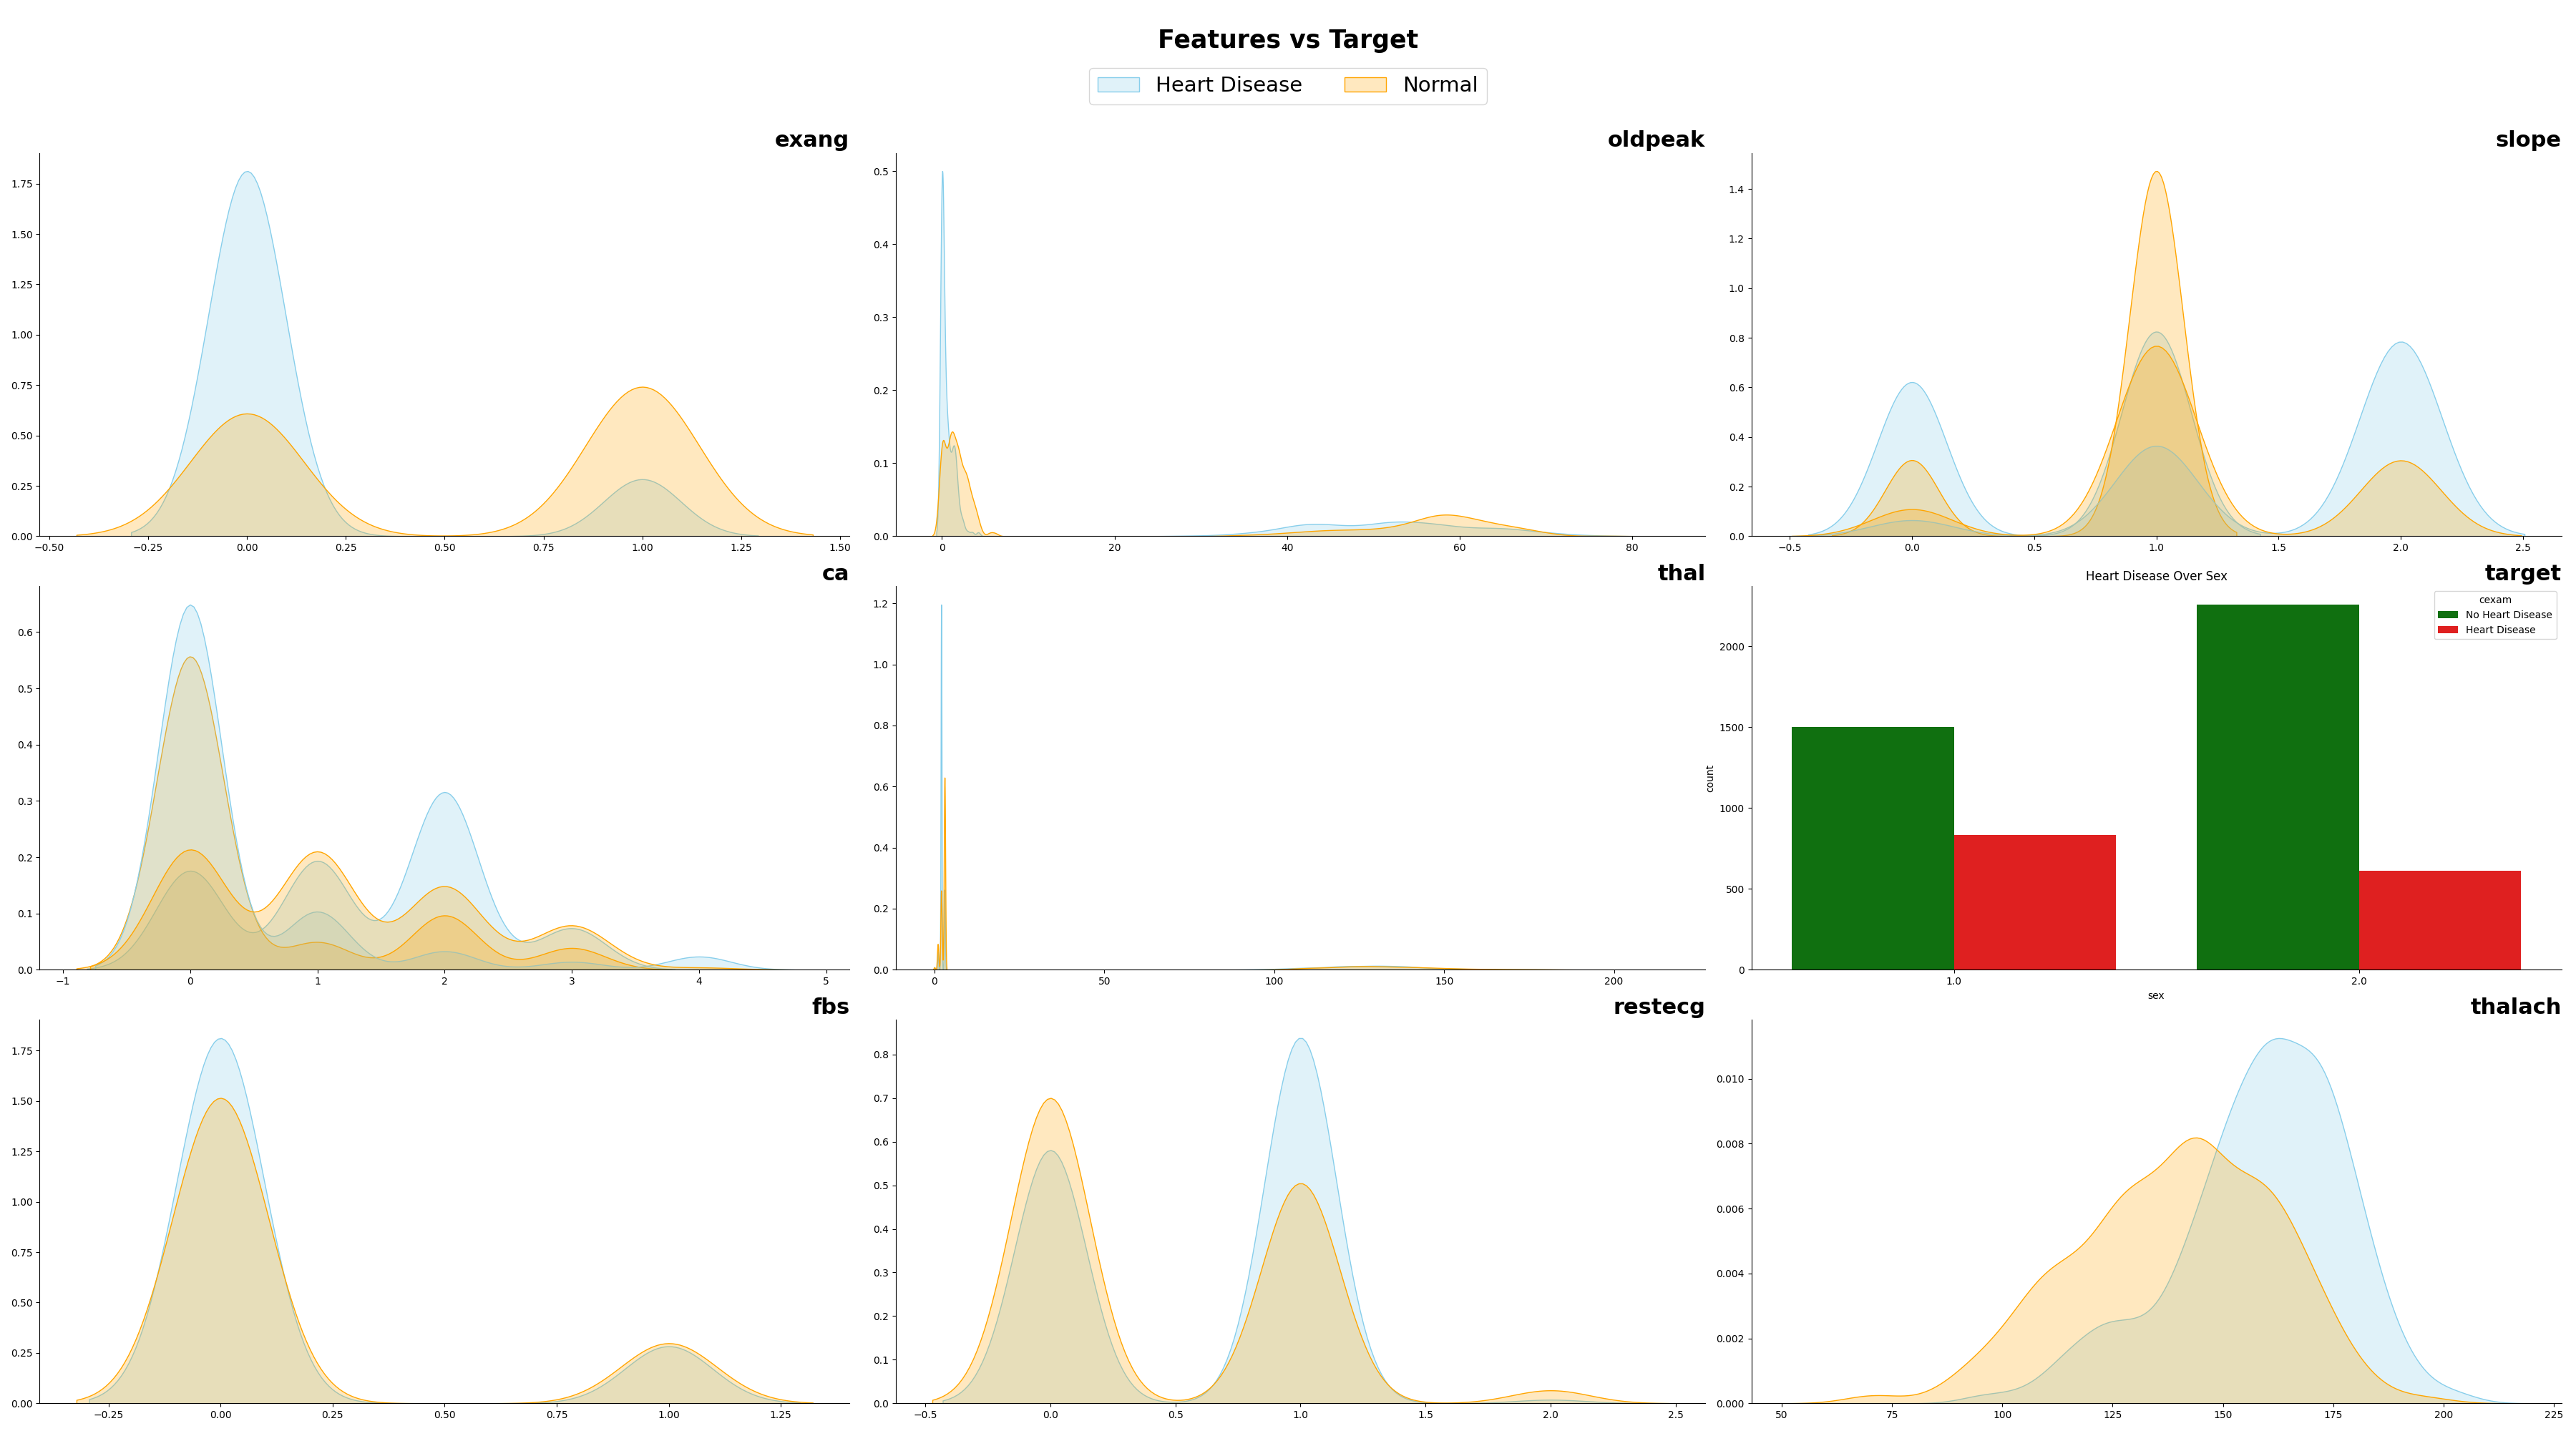 Features vs Target
Heart Disease Normal
exang
1.75
1.50
1.25
1.00
0.75
0.50
0.25
0.00
−0.50 −0.25 0.00 0.25 0.50 0.75 1.00 1.25 1.50
oldpeak
0.5
0.4
0.3
0.2
0.1
0.0
0 20 40 60 80
slope
1.4
1.2
1.0
0.8
0.6
0.4
0.2
0.0
−0.5 0.0 0.5 1.0 1.5 2.0 2.5
ca
0.6
0.5
0.4
0.3
0.2
0.1
0.0
−1 0 1 2 3 4 5
thal
1.2
1.0
0.8
0.6
0.4
0.2
0.0
0 50 100 150 200
Heart Disease Over Sex
target
cexam
No Heart Disease
Heart Disease
count
2000
1500
1000
500
0
1.0 2.0
sex
fbs
1.75
1.50
1.25
1.00
0.75
0.50
0.25
0.00
−0.25 0.00 0.25 0.50 0.75 1.00 1.25
restecg
0.8
0.7
0.6
0.5
0.4
0.3
0.2
0.1
0.0
−0.5 0.0 0.5 1.0 1.5 2.0 2.5
thalach
0.010
0.008
0.006
0.004
0.002
0.000
50 75 100 125 150 175 200 225